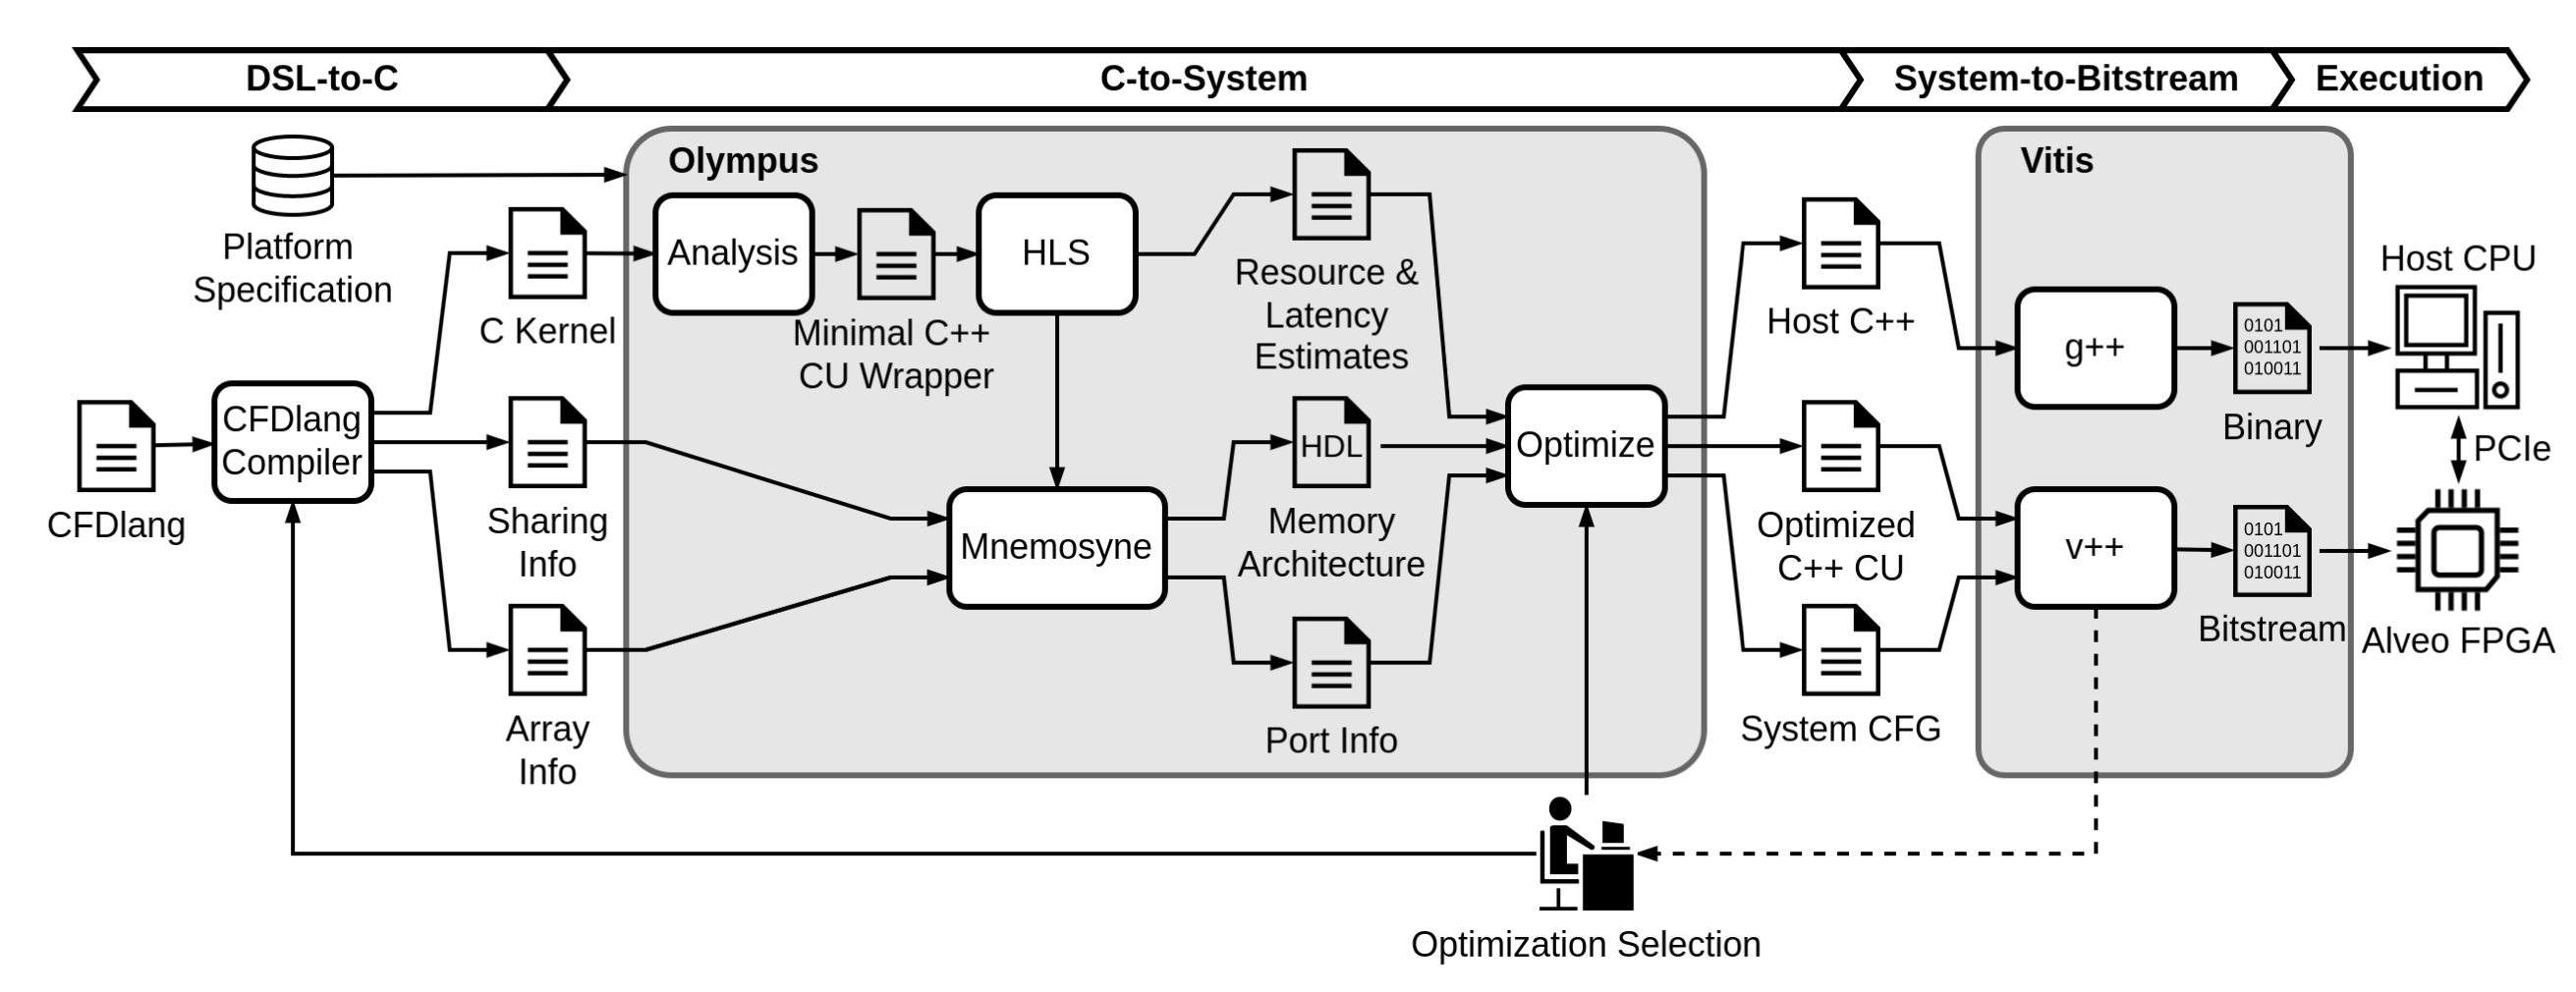 DSL-to-C
C-to-System
System-to-Bitstream
Execution
Platform
Specification
CFDlang
CFDlang
Compiler
C Kernel
Sharing
Info
Array
Info
Olympus
Analysis
Minimal C++
CU Wrapper
HLS
Mnemosyne
Resource &
Latency
Estimates
HDL
Memory
Architecture
Port Info
Optimize
Host C++
Optimized
C++ CU
System CFG
Vitis
g++
0101
001101
010011
Binary
v++
0101
001101
010011
Bitstream
Host CPU
PCIe
Alveo FPGA
Optimization Selection